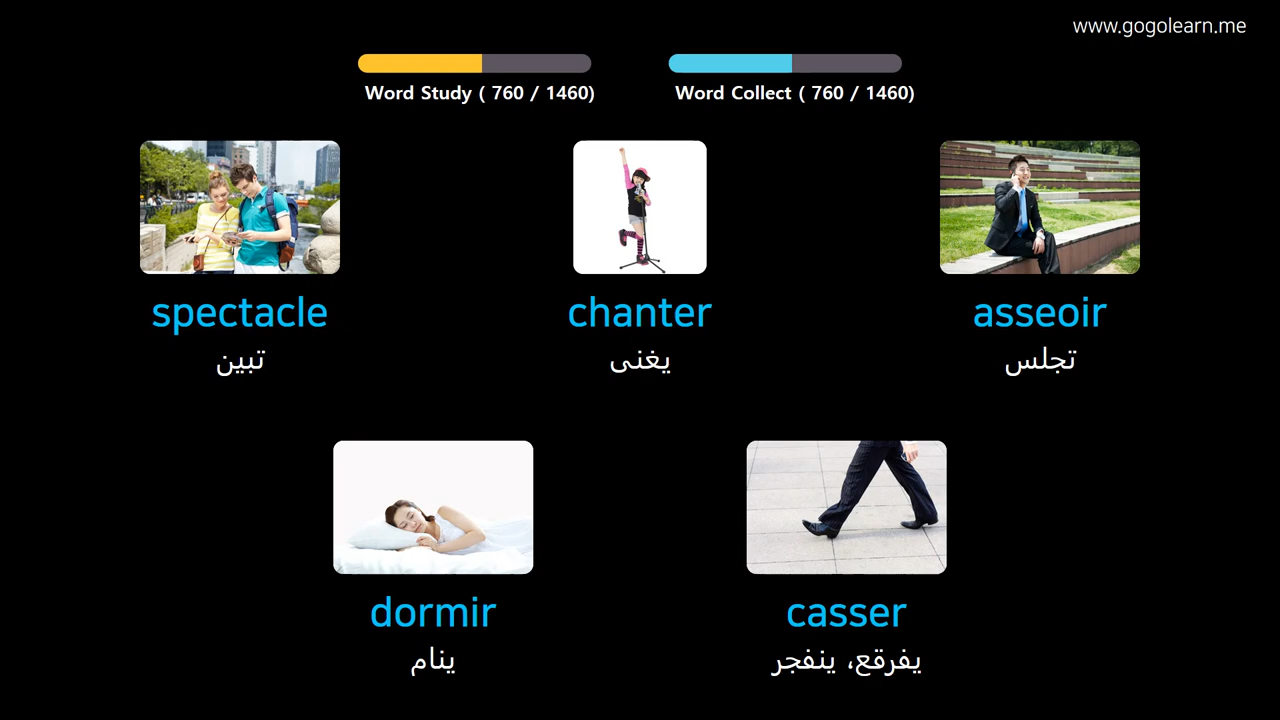 www.gogolearn.me
Word Study ( 760 / 1460)
Word Collect ( 760 / 1460)
spectacle
تبين
chanter
يغنى
asseoir
تجلس
dormir
ينام
casser
يفرقع، ينفجر